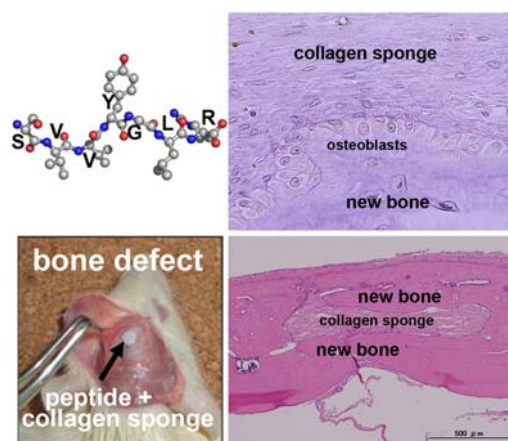 S
V
V
Y
G
L
R
collagen sponge
osteoblasts
new bone
bone defect
peptide +
collagen sponge
new bone
collagen sponge
new bone
500 μm